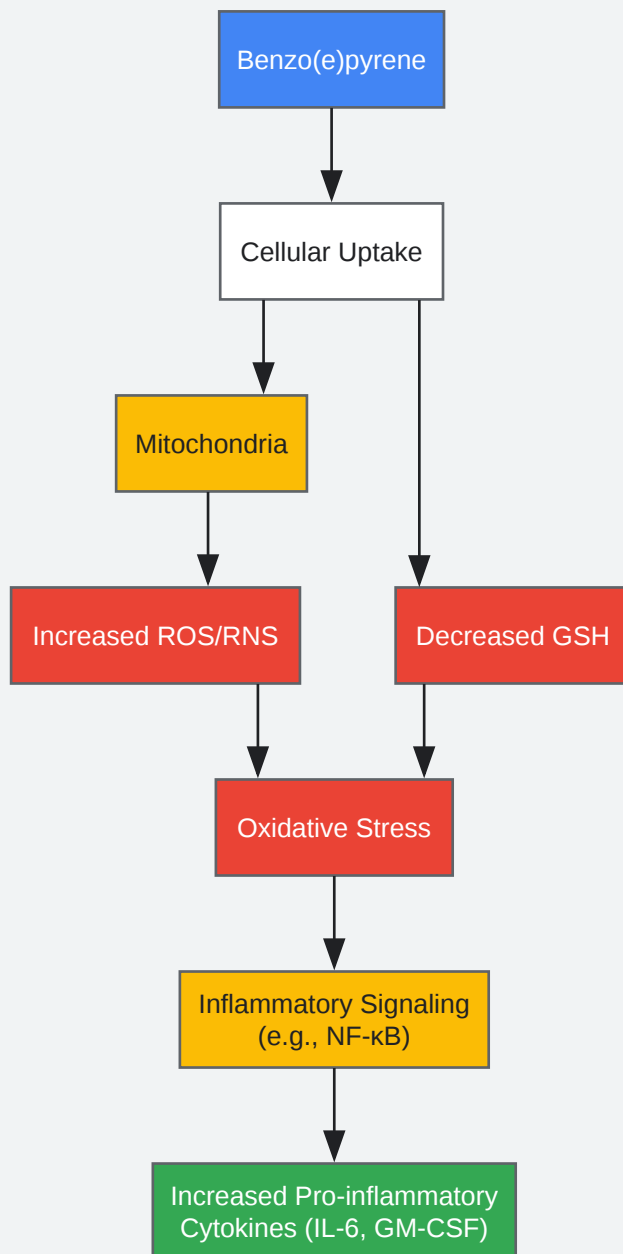 Benzo(e)pyrene
Cellular Uptake
Mitochondria
Increased ROS/RNS
Decreased GSH
Oxidative Stress
Inflammatory Signaling
(e.g., NF-κB)
Increased Pro-inflammatory
Cytokines (IL-6, GM-CSF)